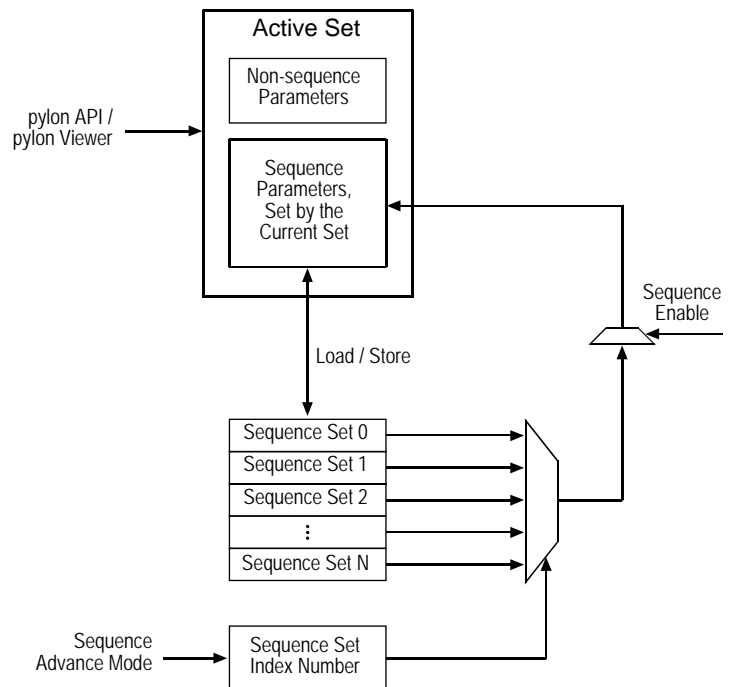 Active Set
Non-sequence
Parameters
pylon API /
pylon Viewer
Sequence
Parameters,
Set by the
Current Set
Sequence
Enable
Load / Store
Sequence Set 0
Sequence Set 1
Sequence Set 2
⋮
Sequence Set N
Sequence
Advance Mode
Sequence Set
Index Number